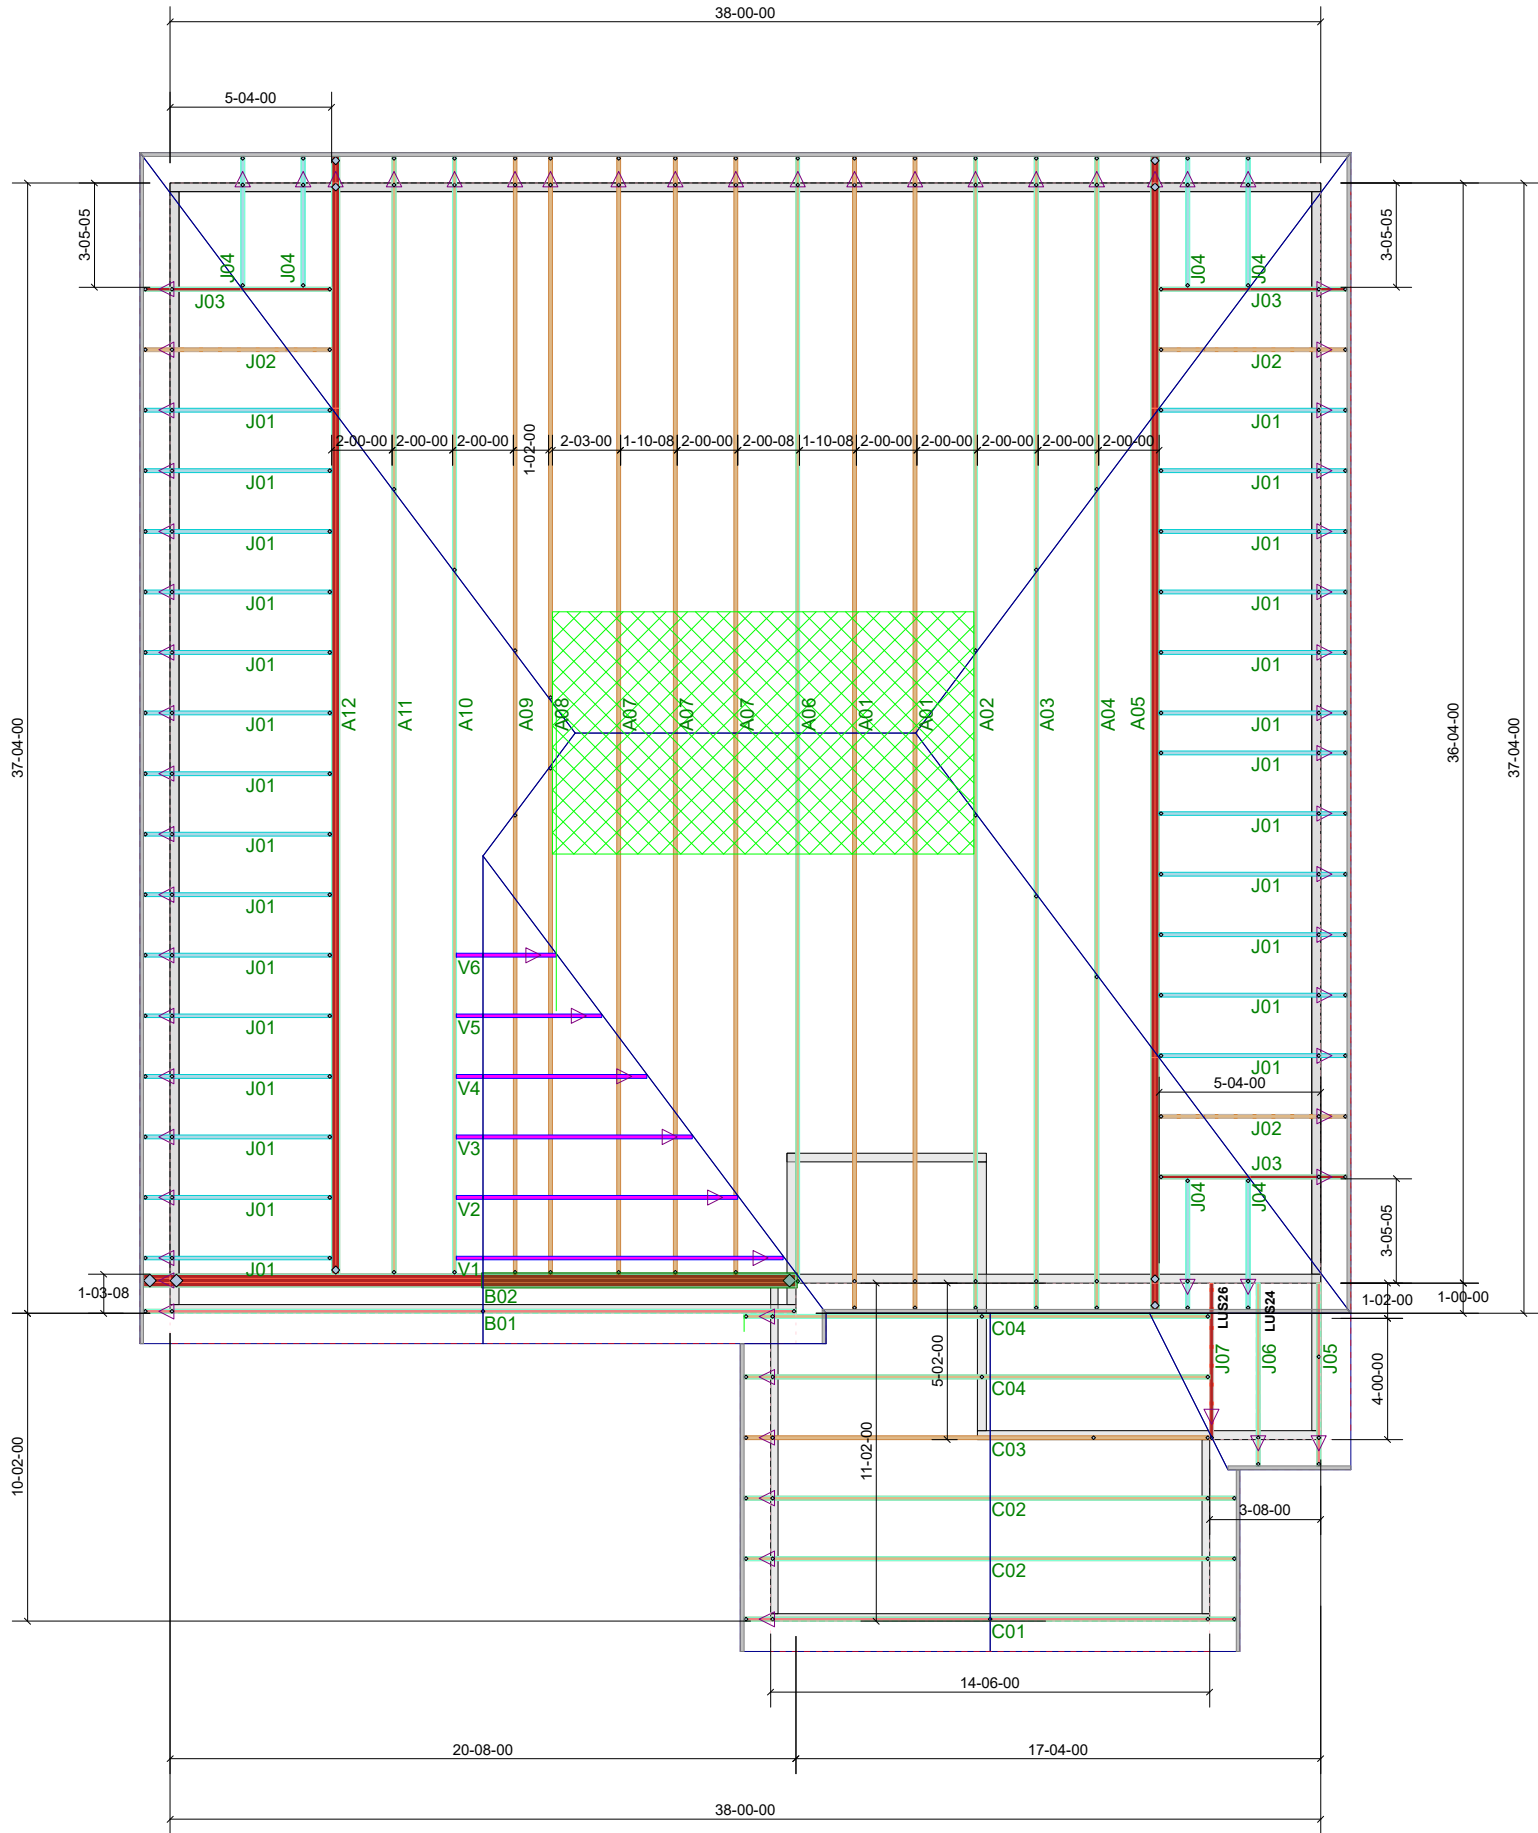 38-00-00
5-04-00
3-05-05
3-05-05
J04
J04
J04
J04
J03
J03
J02
J02
J01
J01
2-00-00
2-00-00
2-00-00
1-02-00
2-03-00
1-10-08
2-00-00
2-00-08
1-10-08
2-00-00
2-00-00
2-00-00
2-00-00
2-00-00
J01
J01
J01
J01
J01
J01
J01
J01
J01
J01
A12
A11
A10
A09
A08
A07
A07
A07
A06
A01
A01
A02
A03
A04
A05
37-04-00
36-04-00
37-04-00
J01
J01
J01
J01
J01
J01
J01
J01
V6
J01
J01
V5
J01
J01
V4
J01
5-04-00
J01
V3
J02
J03
J01
V2
J04
J04
3-05-05
J01
V1
1-03-08
B02
B01
LUS26
LUS24
1-02-00
1-00-00
C04
J07
J06
J05
5-02-00
4-00-00
C04
C03
11-02-00
10-02-00
C02
3-08-00
C02
C01
14-06-00
20-08-00
17-04-00
38-00-00